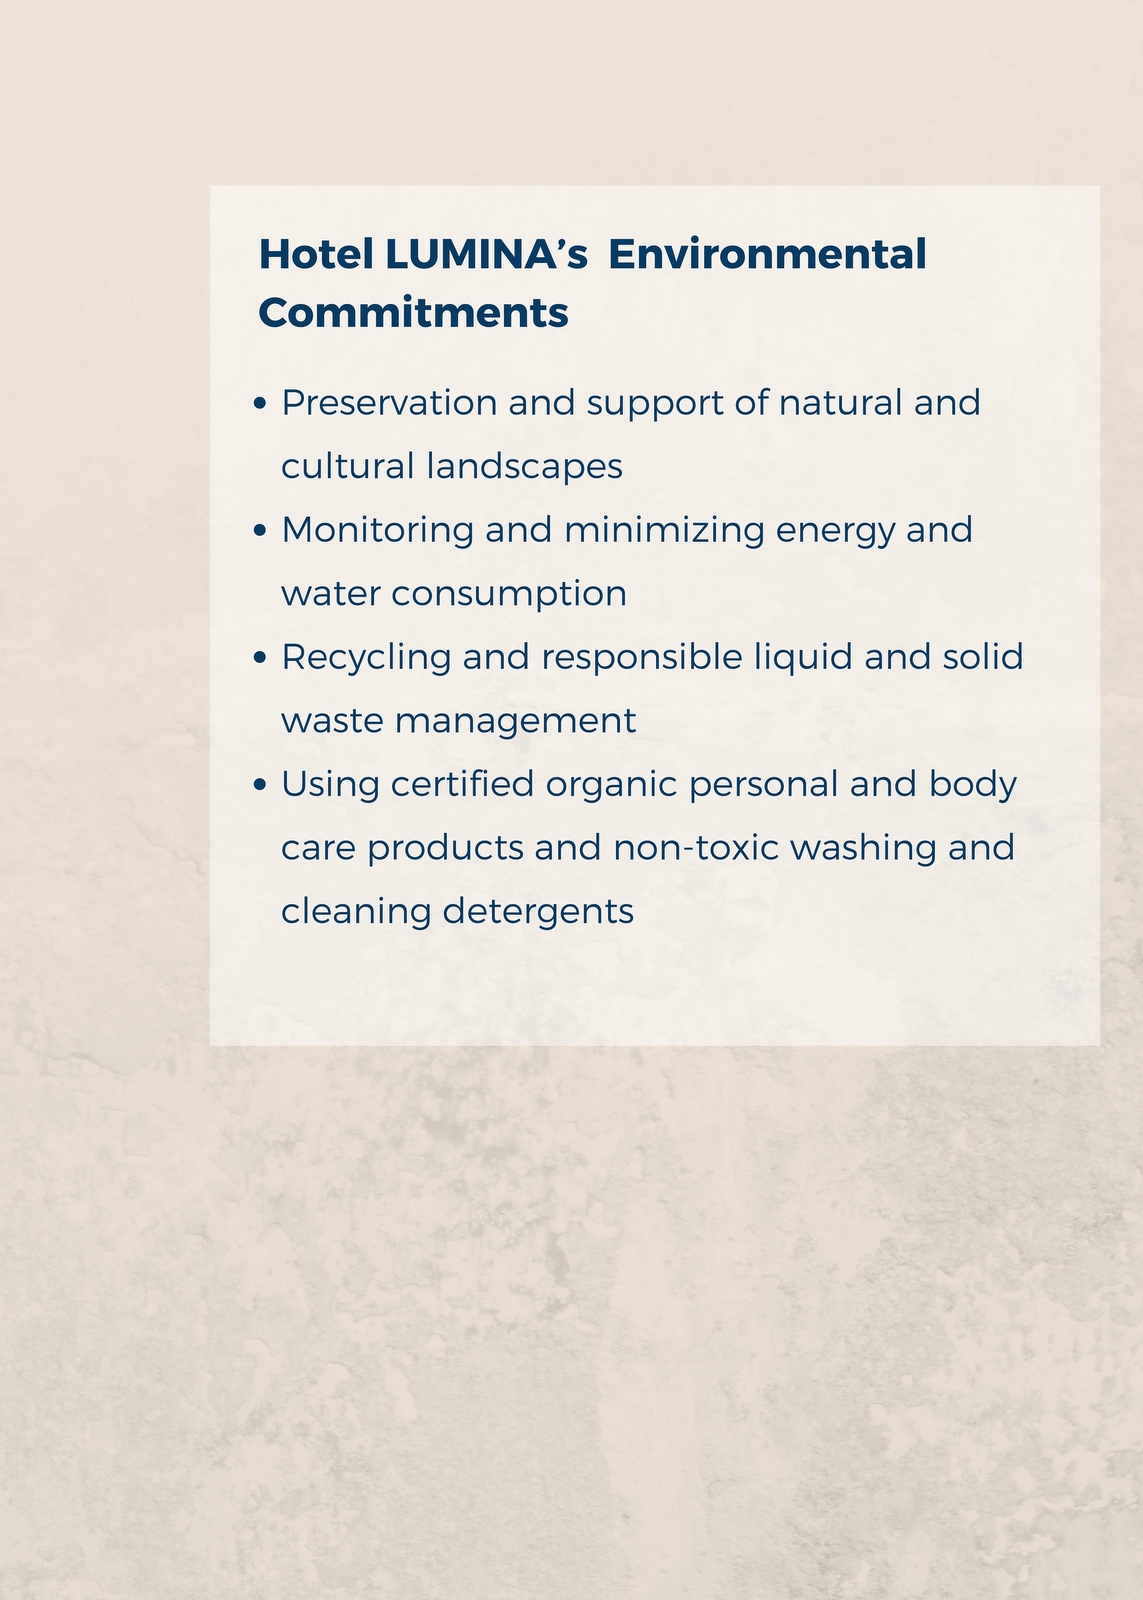 Hotel LUMINA’s  Environmental
Commitments
• Preservation and support of natural and
cultural landscapes
• Monitoring and minimizing energy and
water consumption
• Recycling and responsible liquid and solid
waste management
• Using certified organic personal and body
care products and non-toxic washing and
cleaning detergents